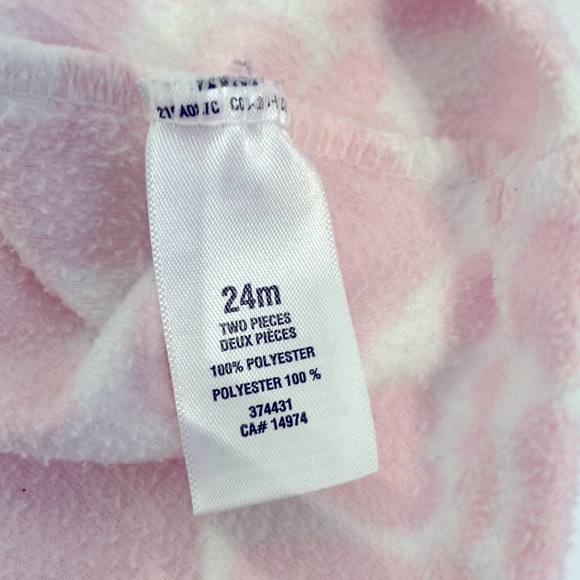 24m
TWO PIECES
DEUX PIÈCES
100% POLYESTER
POLYESTER 100 %
374431
CA# 14974